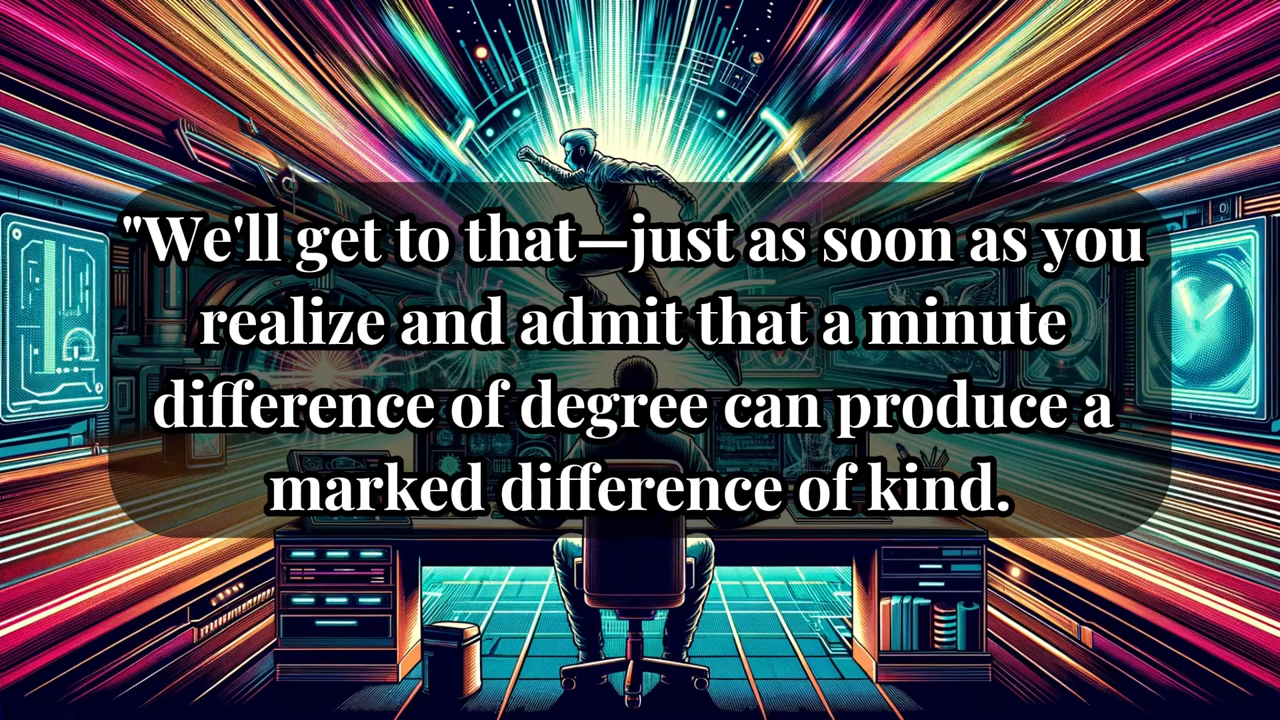 "We'll get to that—just as soon as you
realize and admit that a minute
difference of degree can produce a
marked difference of kind.